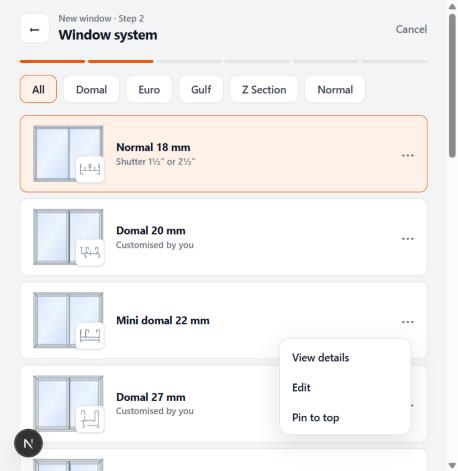 ←
New window · Step 2
Window system
Cancel
All
Domal
Euro
Gulf
Z Section
Normal
Normal 18 mm
Shutter 1½" or 2½"
Domal 20 mm
Customised by you
Mini domal 22 mm
View details
Edit
Pin to top
Domal 27 mm
Customised by you
N